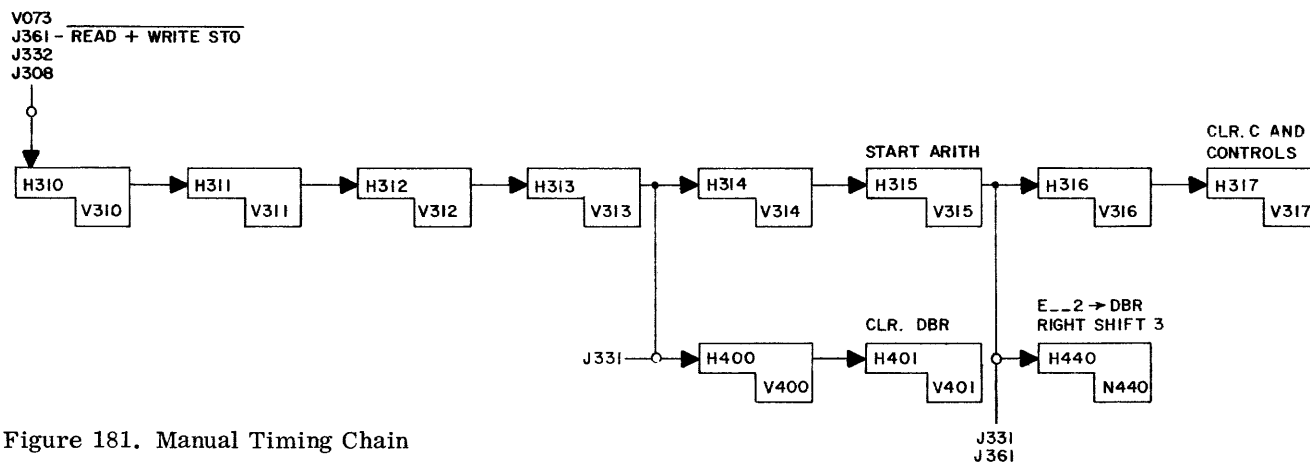 V073
J361 - READ + WRITE STO
J332
J308
CLR. C AND
CONTROLS
START ARITH
H310
V310
H311
V311
H312
V312
H313
V313
H314
V314
H315
V315
H316
V316
H317
V317
E__2 → DBR
RIGHT SHIFT 3
CLR. DBR
J331
H400
V400
H401
V401
H440
N440
J331
J361
Figure 181. Manual Timing Chain